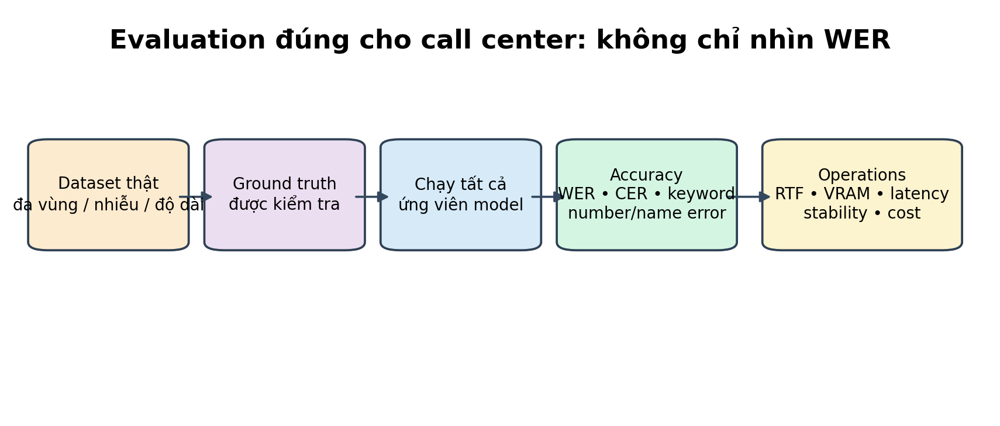 Evaluation đúng cho call center: không chỉ nhìn WER
Dataset thật
đa vùng / nhiễu / độ dài
Ground truth
được kiểm tra
Chạy tất cả
ứng viên model
Accuracy
WER • CER • keyword
number/name error
Operations
RTF • VRAM • latency
stability • cost